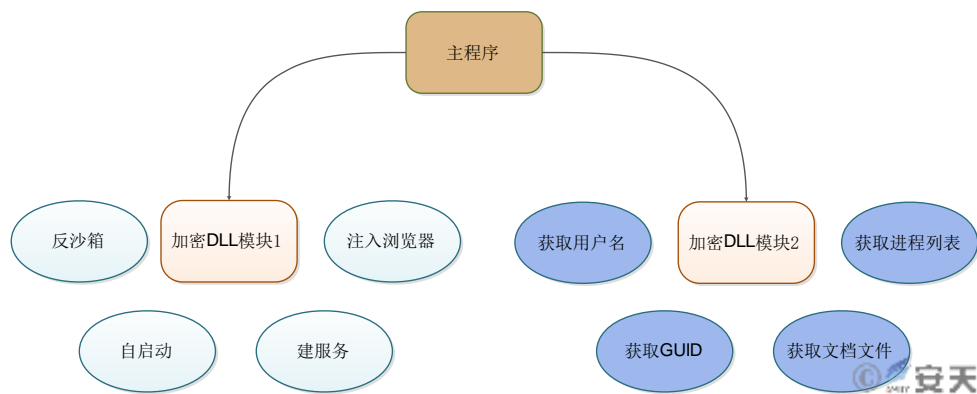 主程序
反沙箱
加密DLL模块1
注入浏览器
获取用户名
加密DLL模块2
获取进程列表
自启动
建服务
获取GUID
获取文档文件
© 安天